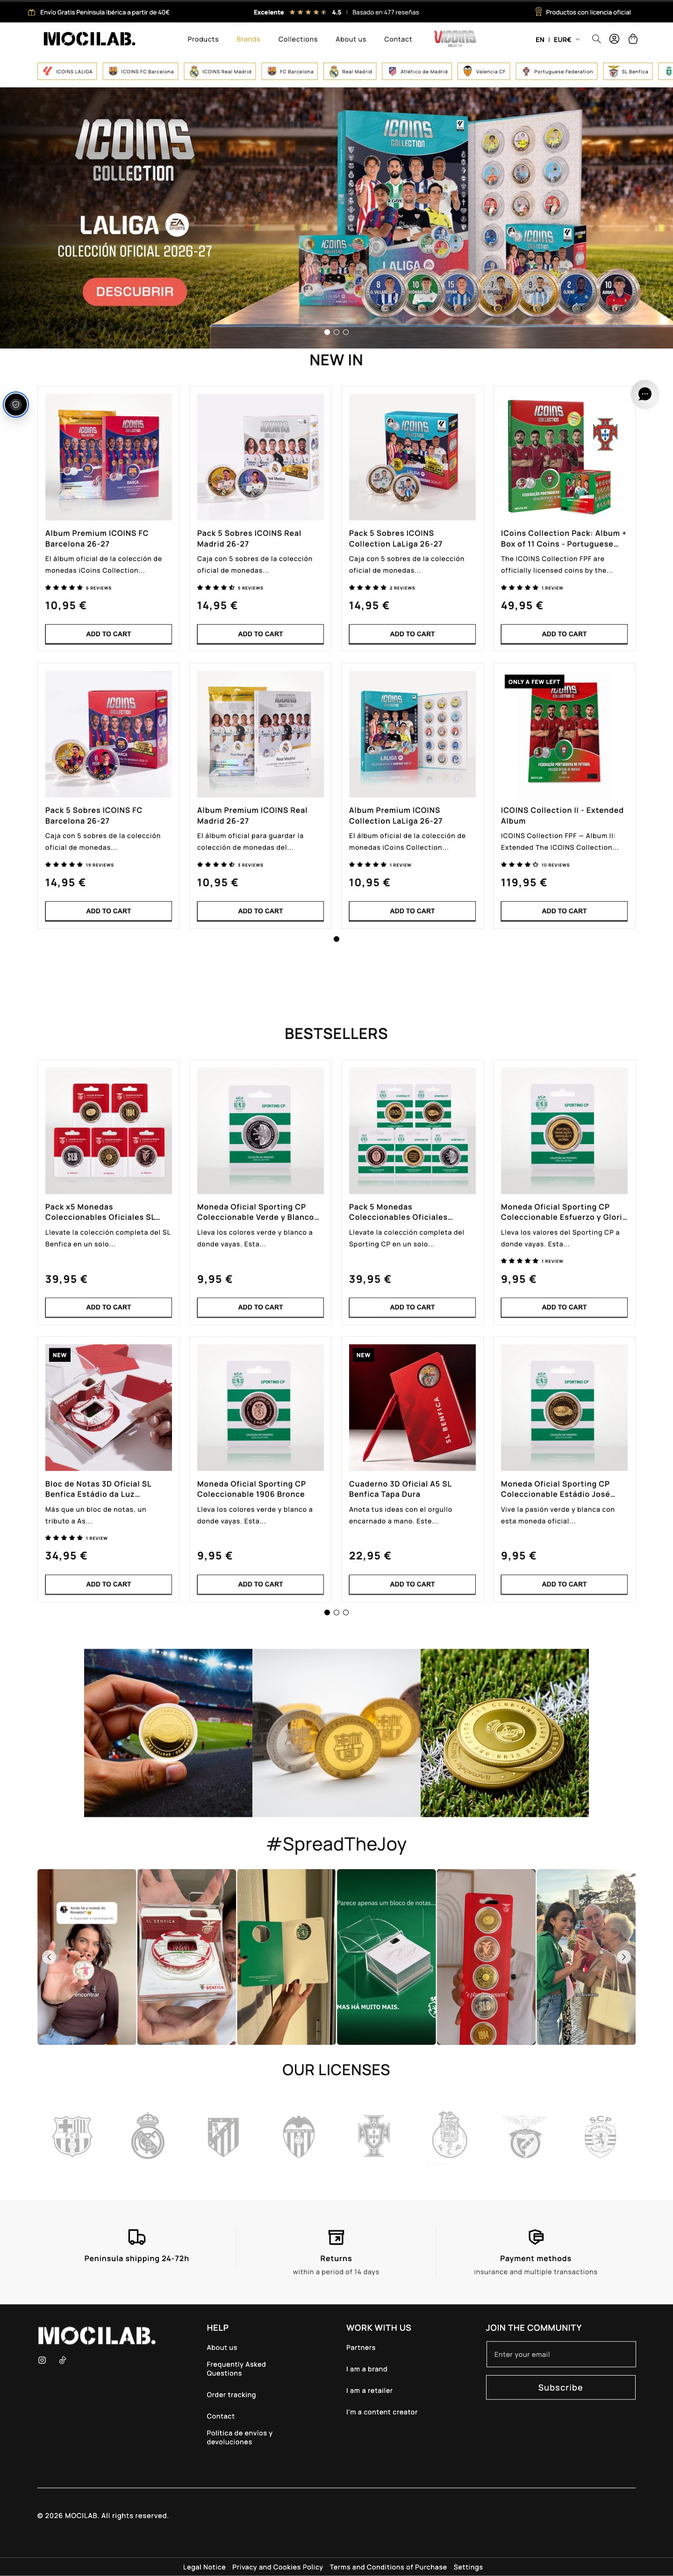 Envío Gratis Península Ibérica a partir de 40€
Excelente 4.5 | Basado en 477 reseñas
Productos con licencia oficial
MOCILAB.
Products
Brands
Collections
About us
Contact
EN | EUR€
ICOINS LALIGA
ICOINS FC Barcelona
ICOINS Real Madrid
FC Barcelona
Real Madrid
Atlético de Madrid
Valencia CF
Portuguese Federation
SL Benfica
ICOINS
COLLECTION
LALIGA EA SPORTS
COLECCIÓN OFICIAL 2026-27
DESCUBRIR
NEW IN
Album Premium ICOINS FC
Barcelona 26-27
El álbum oficial de la colección de
monedas iCoins Collection...
6 REVIEWS
10,95 €
ADD TO CART
Pack 5 Sobres ICOINS Real
Madrid 26-27
Caja con 5 sobres de la colección
oficial de monedas...
5 REVIEWS
14,95 €
ADD TO CART
Pack 5 Sobres ICOINS
Collection LaLiga 26-27
Caja con 5 sobres de la colección
oficial de monedas...
2 REVIEWS
14,95 €
ADD TO CART
ICoins Collection Pack: Album +
Box of 11 Coins - Portuguese...
The ICOINS Collection FPF are
officially licensed coins by the...
1 REVIEW
49,95 €
ADD TO CART
Pack 5 Sobres ICOINS FC
Barcelona 26-27
Caja con 5 sobres de la colección
oficial de monedas...
19 REVIEWS
14,95 €
ADD TO CART
Album Premium ICOINS Real
Madrid 26-27
El álbum oficial para guardar la
colección de monedas del...
3 REVIEWS
10,95 €
ADD TO CART
Album Premium ICOINS
Collection LaLiga 26-27
El álbum oficial de la colección de
monedas iCoins Collection...
1 REVIEW
10,95 €
ADD TO CART
ONLY A FEW LEFT
ICOINS Collection II - Extended
Album
ICOINS Collection FPF — Album II:
Extended The ICOINS Collection...
10 REVIEWS
119,95 €
ADD TO CART
BESTSELLERS
Pack x5 Monedas
Coleccionables Oficiales SL...
Llevate la colección completa del SL
Benfica en un solo...
39,95 €
ADD TO CART
Moneda Oficial Sporting CP
Coleccionable Verde y Blanco...
Lleva los colores verde y blanco a
donde vayas. Esta...
9,95 €
ADD TO CART
Pack 5 Monedas
Coleccionables Oficiales...
Llevate la colección completa del
Sporting CP en un solo...
39,95 €
ADD TO CART
Moneda Oficial Sporting CP
Coleccionable Esfuerzo y Glori...
Lleva los valores del Sporting CP a
donde vayas. Esta...
1 REVIEW
9,95 €
ADD TO CART
NEW
Bloc de Notas 3D Oficial SL
Benfica Estádio da Luz...
Más que un bloc de notas, un
tributo a As...
1 REVIEW
34,95 €
ADD TO CART
Moneda Oficial Sporting CP
Coleccionable 1906 Bronce
Lleva los colores verde y blanco a
donde vayas. Esta...
9,95 €
ADD TO CART
NEW
SL BENFICA
Cuaderno 3D Oficial A5 SL
Benfica Tapa Dura
Anota tus ideas con el orgullo
encarnado a mano. Este...
22,95 €
ADD TO CART
Moneda Oficial Sporting CP
Coleccionable Estádio José...
Vive la pasión verde y blanca con
esta moneda oficial...
9,95 €
ADD TO CART
#SpreadTheJoy
encontrar
SL BENFICA
BENFICA
Parece apenas um bloco de notas...
MAS HÁ MUITO MAIS.
OUR LICENSES
Peninsula shipping 24-72h
Returns
within a period of 14 days
Payment methods
insurance and multiple transactions
MOCILAB.
HELP
About us
Frequently Asked
Questions
Order tracking
Contact
Política de envíos y
devoluciones
WORK WITH US
Partners
I am a brand
I am a retailer
I'm a content creator
JOIN THE COMMUNITY
Enter your email
Subscribe
© 2026 MOCILAB. All rights reserved.
Legal Notice
Privacy and Cookies Policy
Terms and Conditions of Purchase
Settings